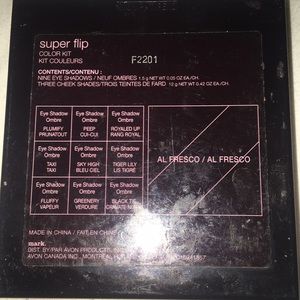 super flip
COLOR KIT
KIT COULEURS
F2201
CONTENTS/CONTENU :
NINE EYE SHADOWS / NEUF OMBRES 1.5 g NET WT 0.05 OZ EA./CH.
THREE CHEEK SHADES/TROIS TEINTES DE FARD 12 g NET WT 0.42 OZ EA./CH.
Eye Shadow
Ombre
PLUMIFY
PRUNATOUT
Eye Shadow
Ombre
PEEP
CUI-CUI
Eye Shadow
Ombre
ROYALED UP
RANG ROYAL
Eye Shadow
Ombre
TAXI
TAXI
Eye Shadow
Ombre
SKY HIGH
BLEU CIEL
Eye Shadow
Ombre
TIGER LILY
LIS TIGRÉ
Eye Shadow
Ombre
FLUFFY
VAPEUR
Eye Shadow
Ombre
GREENERY
VERDURE
Eye Shadow
Ombre
BLACK TIE
CRAVATE NOIRE
AL FRESCO / AL FRESCO
MADE IN CHINA / FAIT EN CHINE
mark.
DIST. BY/PAR AVON PRODUCTS, INC.
AVON CANADA INC., MONTREAL